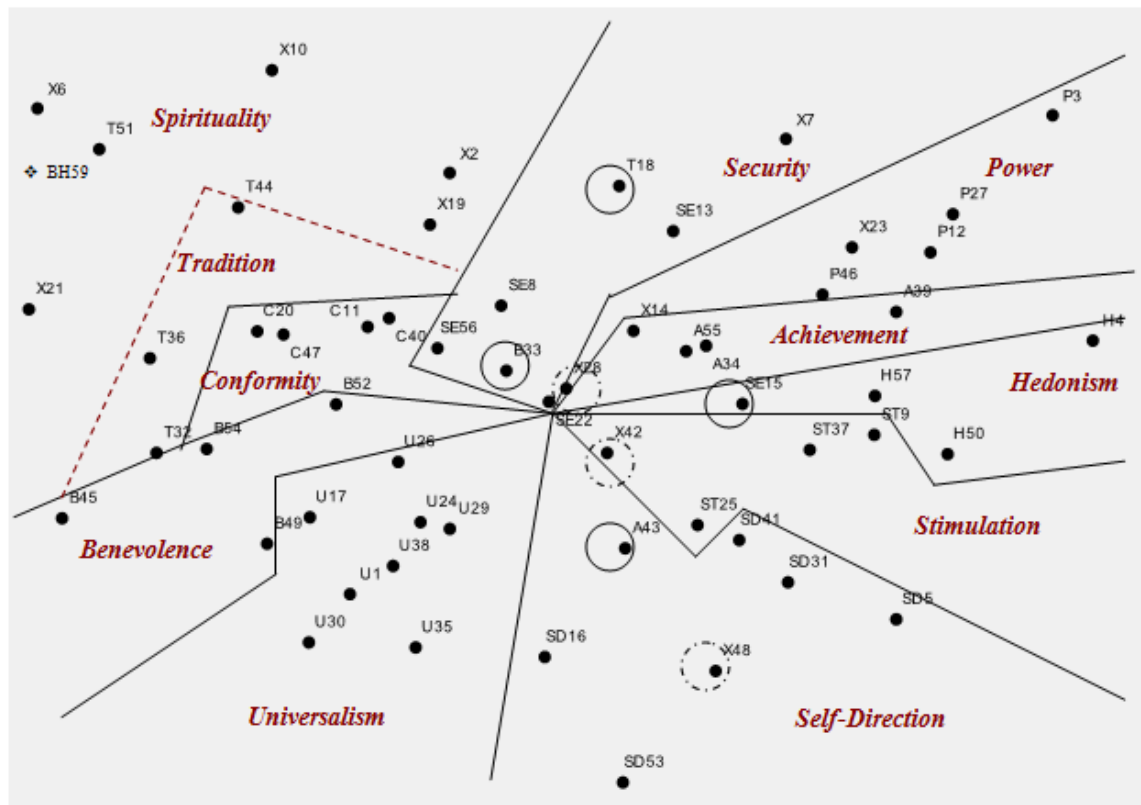 X10
X6
Spirituality
T51
X7
P3
BH59
X2
T18
Security
Power
T44
X19
SE13
P27
X23
P12
Tradition
P46
X21
SE8
A39
C20
C11
C40
SE56
X14
A55
Achievement
H4
C47
T36
B33
A34
Conformity
B52
SE15
H57
Hedonism
SE22
ST9
T32
B54
U26
X42
ST37
H50
B45
U17
U24
U29
ST25
SD41
Stimulation
B49
A43
Benevolence
U38
SD31
U1
SD5
U30
U35
SD16
X48
Universalism
Self-Direction
SD53